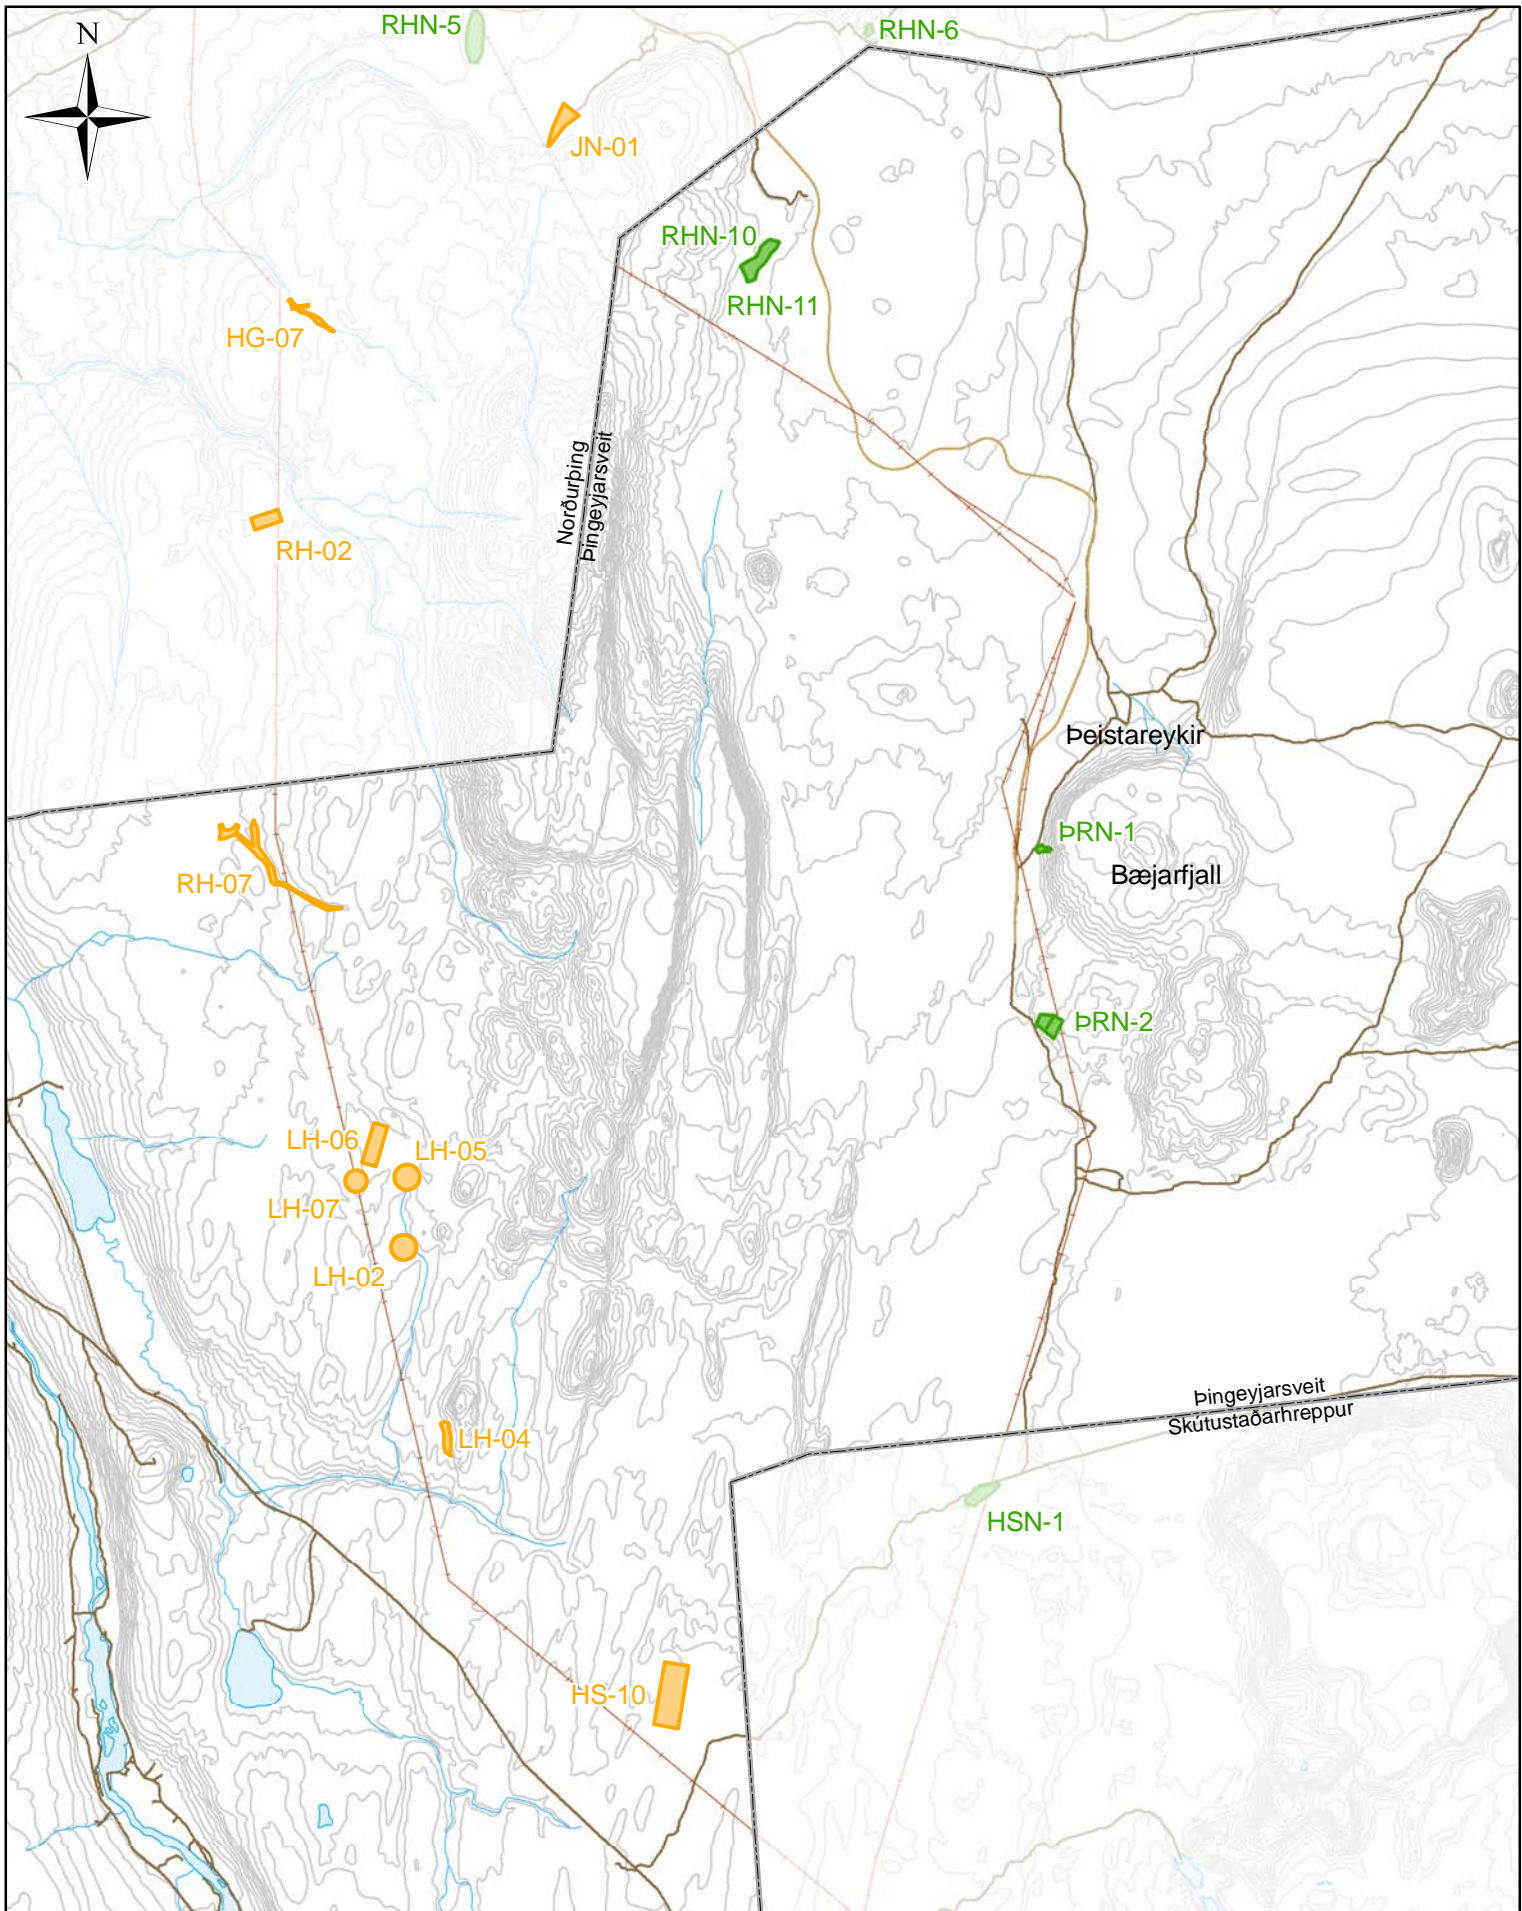 RHN-5
RHN-6
N
JN-01
RHN-10
RHN-11
HG-07
Norðurþing
Þingeyjarsveit
RH-02
Þeistareykir
ÞRN-1
Bæjarfjall
RH-07
ÞRN-2
LH-06
LH-05
LH-07
LH-02
Þingeyjarsveit
Skútustaðarhreppur
LH-04
HSN-1
HS-10